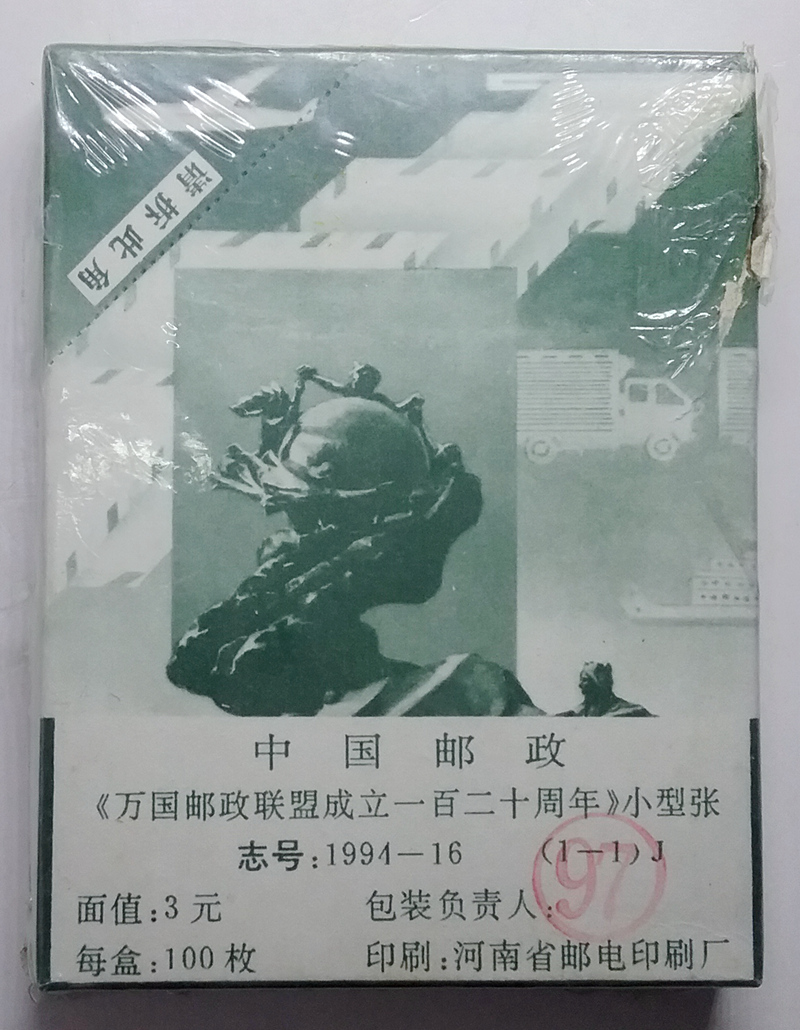 请拆此角
中国邮政
《万国邮政联盟成立一百二十周年》小型张
志号:1994—16 (1—1)J
面值:3元 包装负责人:
97
每盒:100枚 印刷:河南省邮电印刷厂